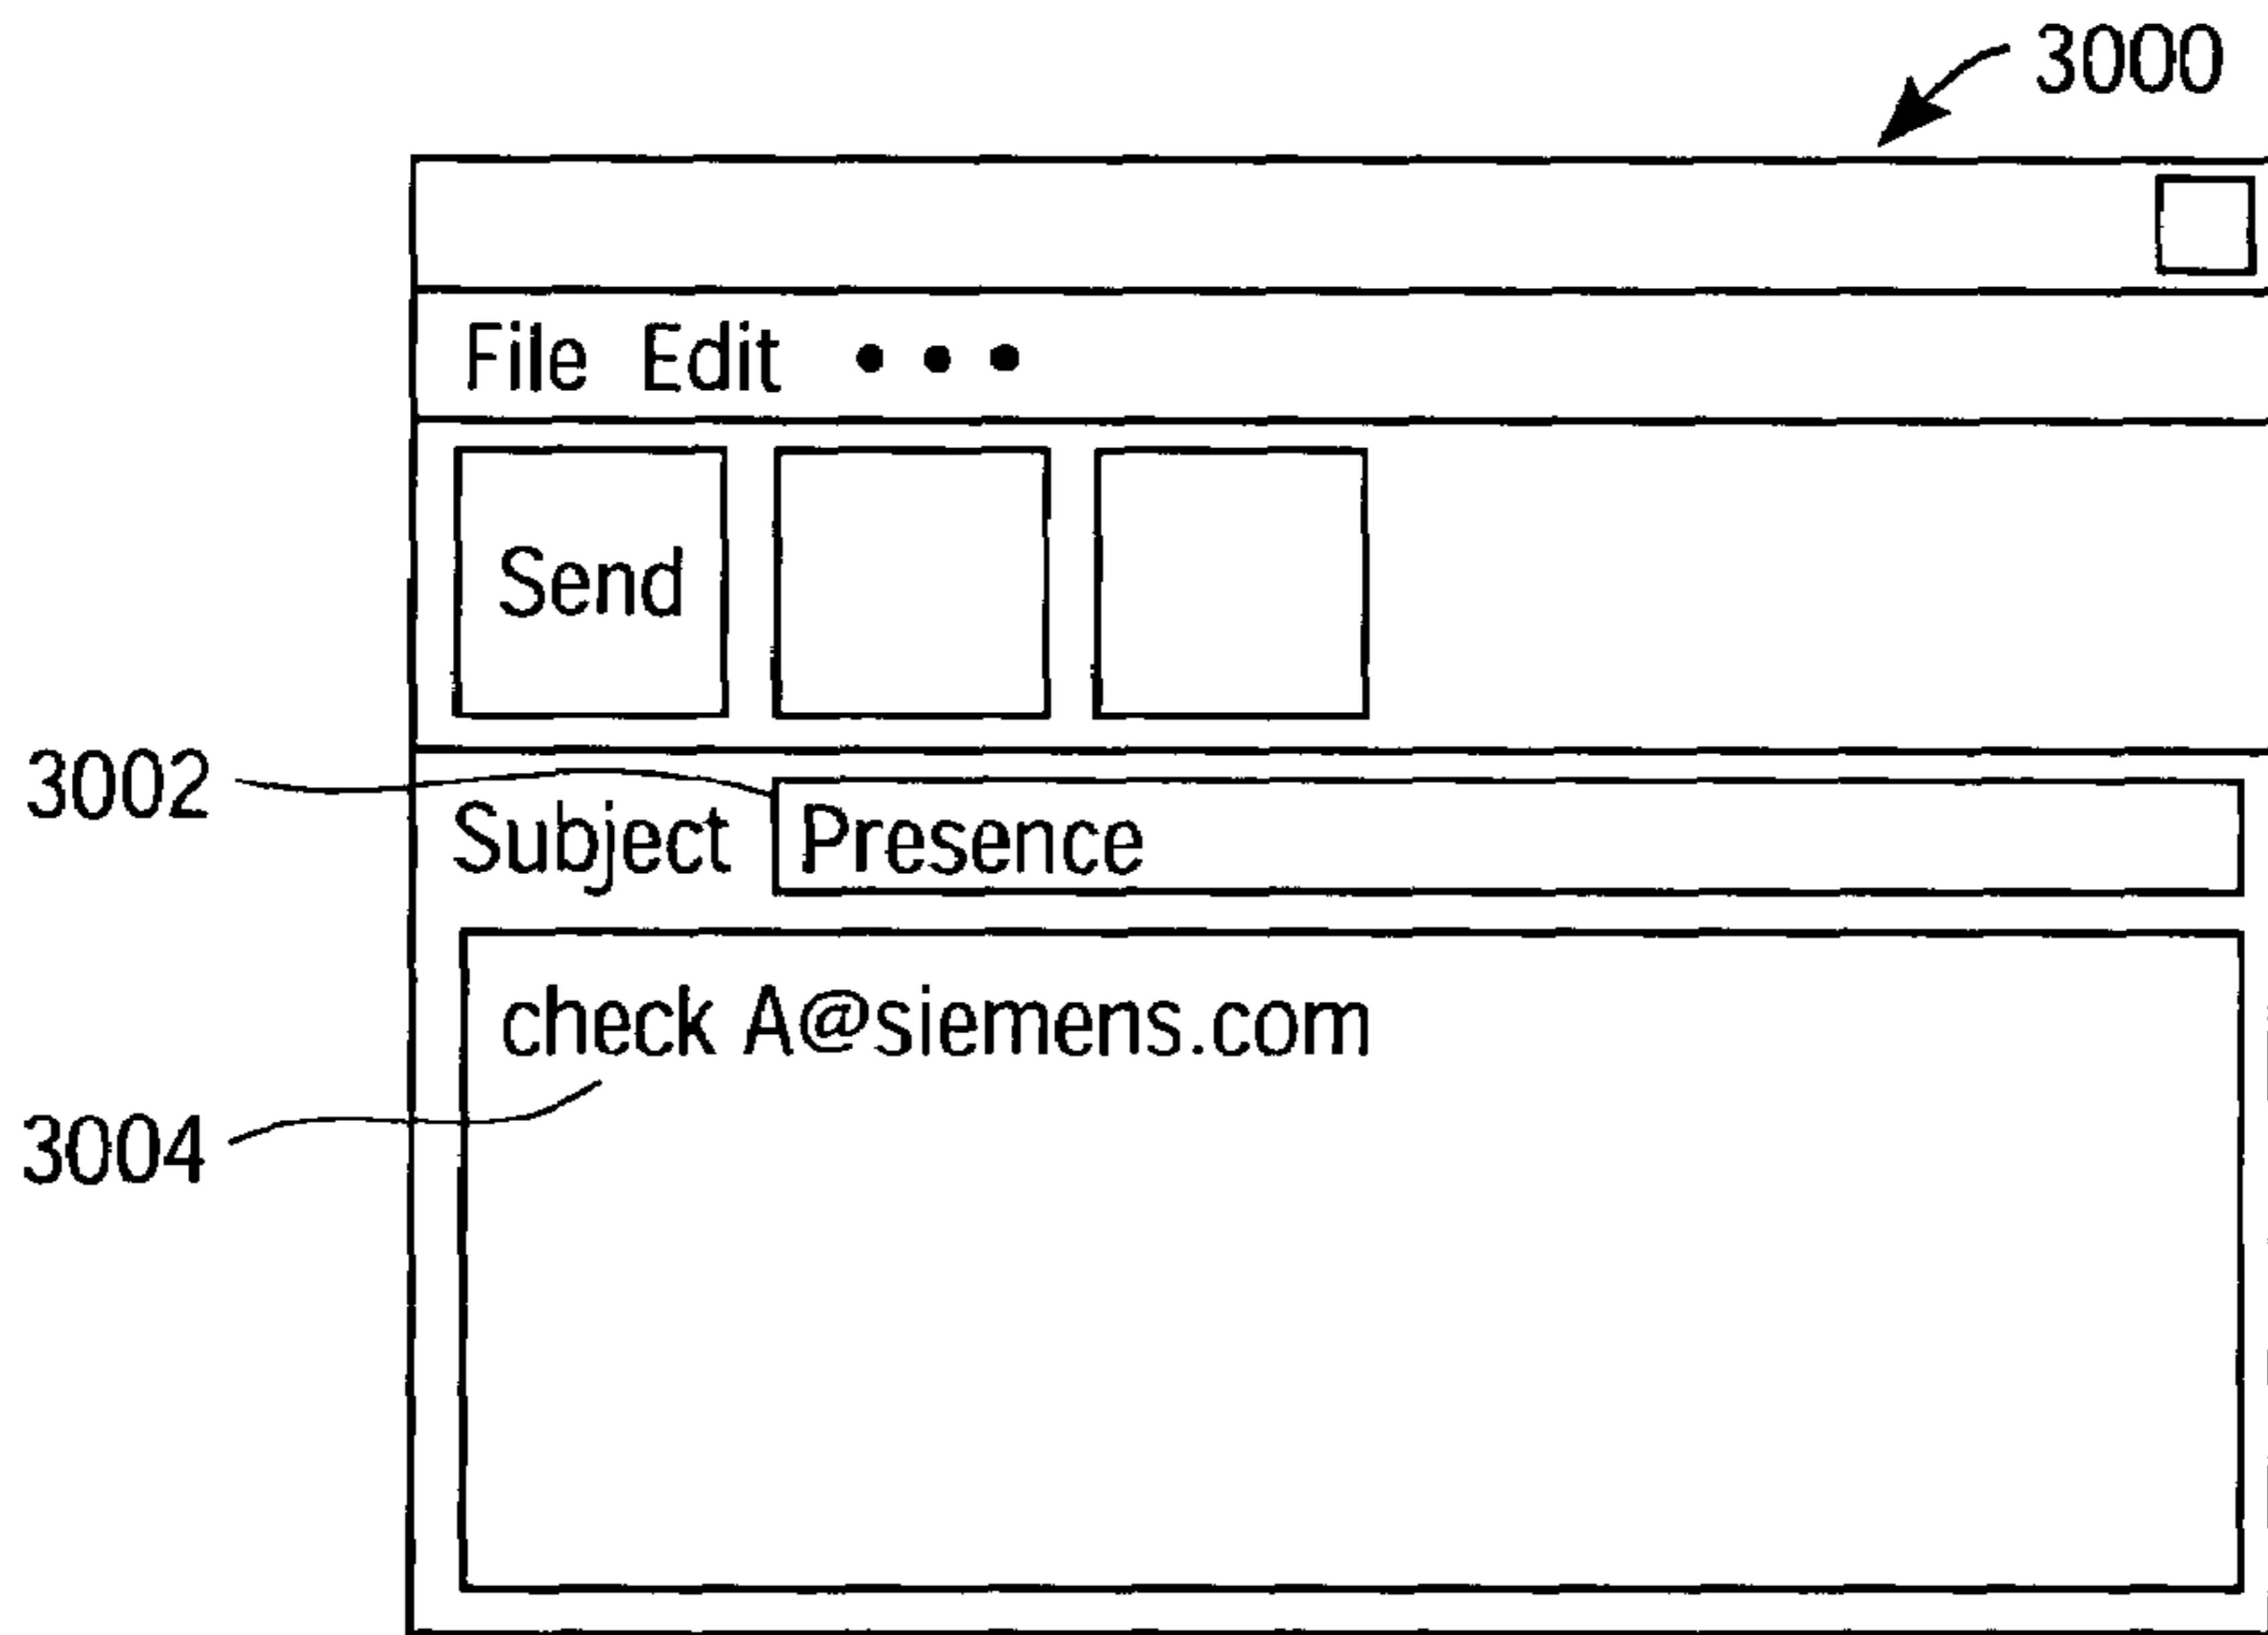 3000
File Edit • • •
Send
3002
Subject Presence
check A@siemens.com
3004